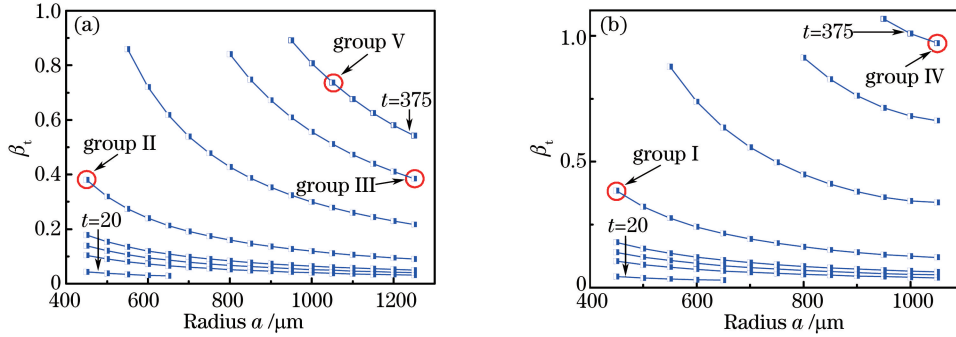 (a)
group V
t=375
group II
group III
t=20
β_t
1.0
0.8
0.6
0.4
0.2
0
400 600 800 1000 1200
Radius a /μm
(b)
t=375
group IV
group I
t=20
β_t
1.0
0.5
0
400 600 800 1000
Radius a /μm